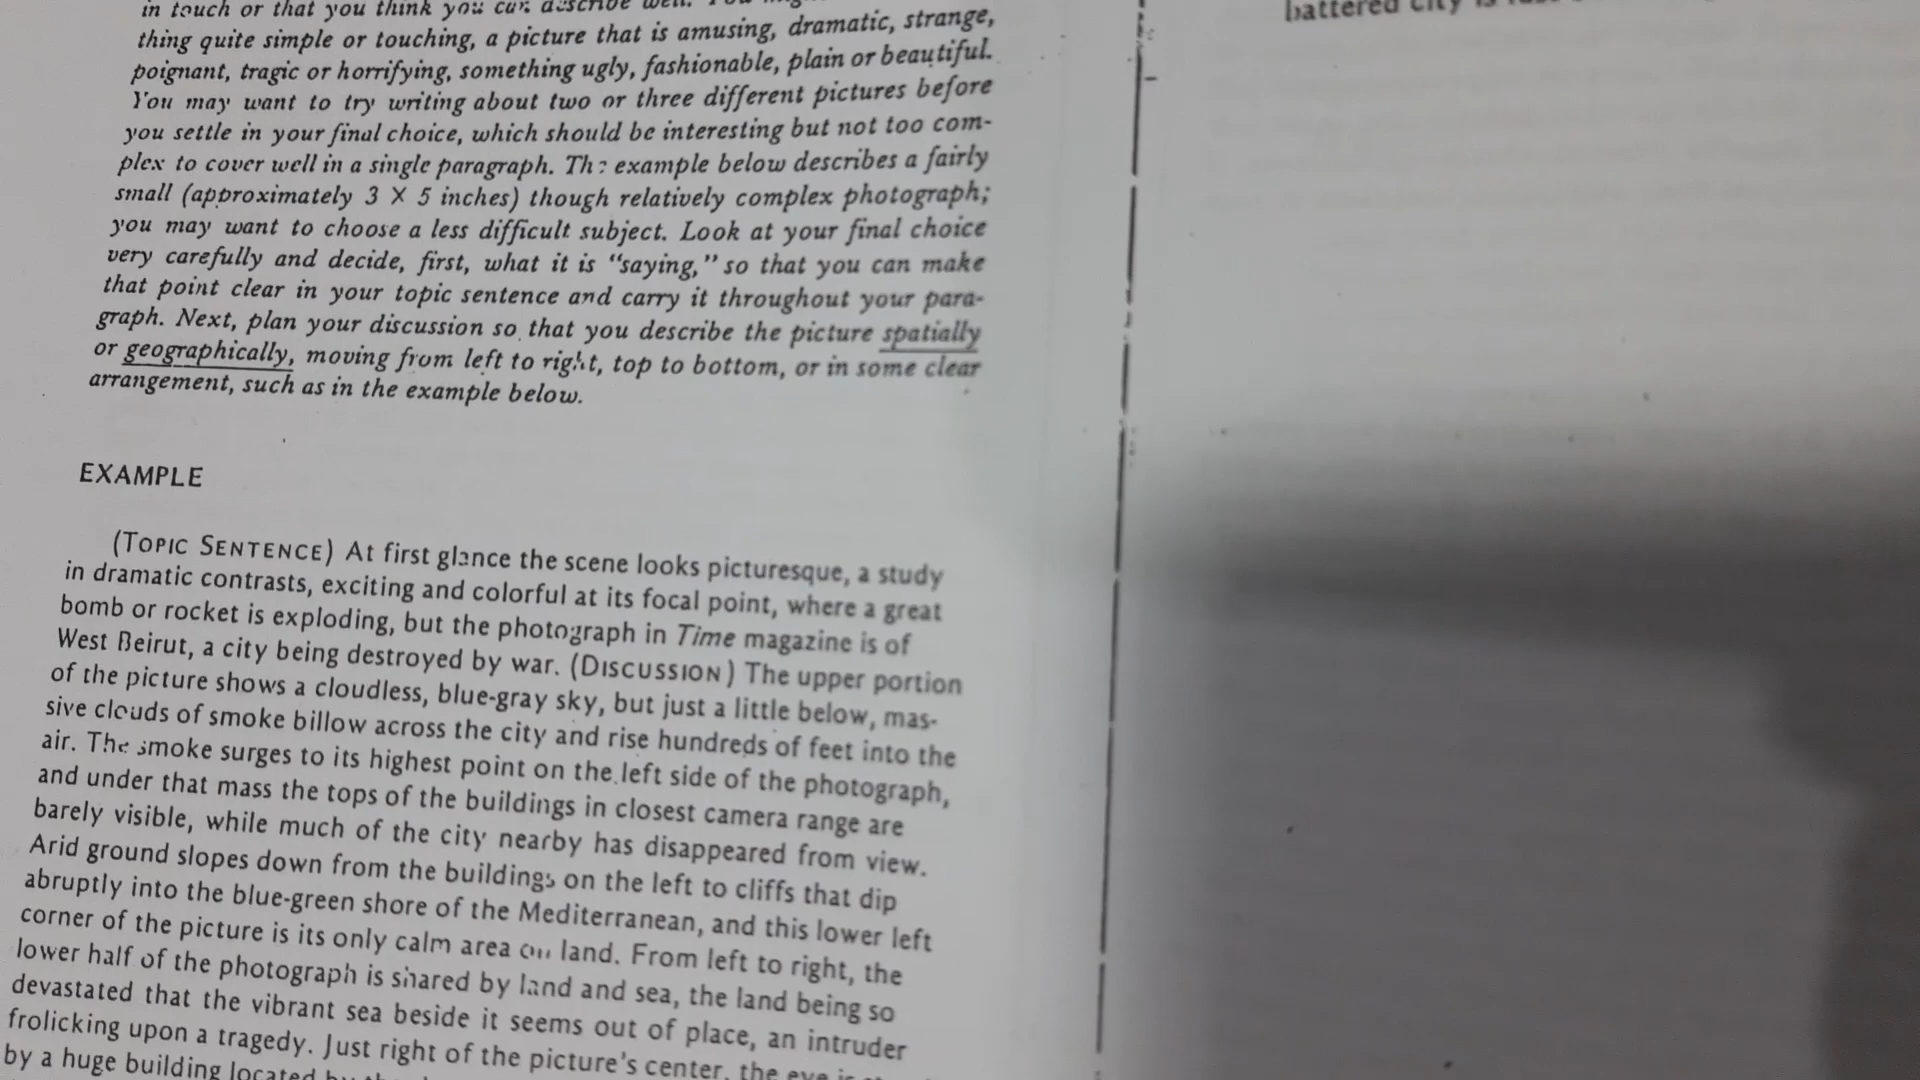 in touch or that you think you can describe well.
thing quite simple or touching, a picture that is amusing, dramatic, strange,
poignant, tragic or horrifying, something ugly, fashionable, plain or beautiful.
You may want to try writing about two or three different pictures before
you settle in your final choice, which should be interesting but not too com-
plex to cover well in a single paragraph. The example below describes a fairly
small (approximately 3 X 5 inches) though relatively complex photograph;
you may want to choose a less difficult subject. Look at your final choice
very carefully and decide, first, what it is "saying," so that you can make
that point clear in your topic sentence and carry it throughout your para-
graph. Next, plan your discussion so that you describe the picture spatially
or geographically, moving from left to right, top to bottom, or in some clear
arrangement, such as in the example below.
EXAMPLE
(TOPIC SENTENCE) At first glance the scene looks picturesque, a study
in dramatic contrasts, exciting and colorful at its focal point, where a great
bomb or rocket is exploding, but the photograph in Time magazine is of
West Beirut, a city being destroyed by war. (DISCUSSION) The upper portion
of the picture shows a cloudless, blue-gray sky, but just a little below, mas-
sive clouds of smoke billow across the city and rise hundreds of feet into the
air. The smoke surges to its highest point on the left side of the photograph,
and under that mass the tops of the buildings in closest camera range are
barely visible, while much of the city nearby has disappeared from view.
Arid ground slopes down from the buildings on the left to cliffs that dip
abruptly into the blue-green shore of the Mediterranean, and this lower left
corner of the picture is its only calm area on land. From left to right, the
lower half of the photograph is shared by land and sea, the land being so
devastated that the vibrant sea beside it seems out of place, an intruder
frolicking upon a tragedy. Just right of the picture's center, the eye is
by a huge building located by
battered city is